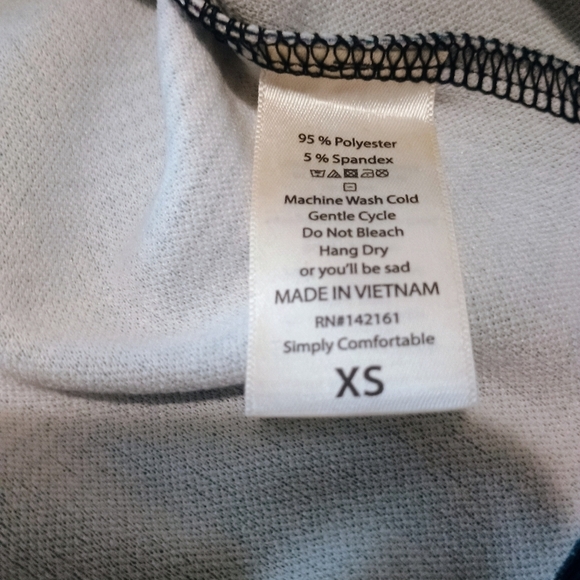 95 % Polyester
5 % Spandex
Machine Wash Cold
Gentle Cycle
Do Not Bleach
Hang Dry
or you'll be sad
MADE IN VIETNAM
RN#142161
Simply Comfortable
XS